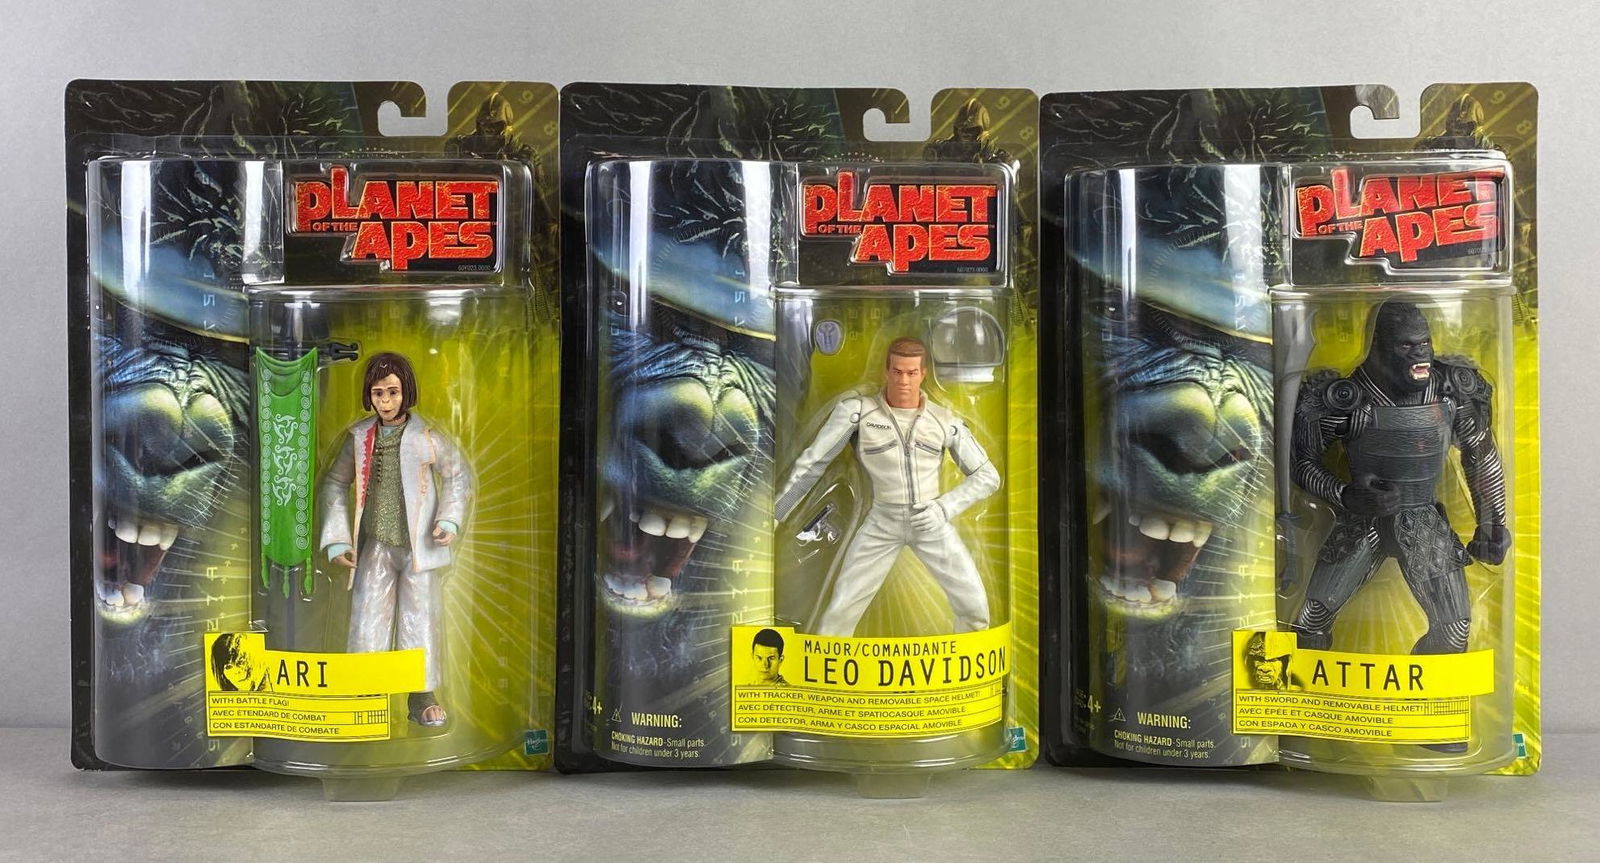 PLANET
OF THE
APES
ARI
WITH BATTLE FLAG!
AVEC ÉTENDARD DE COMBAT
CON ESTANDARTE DE COMBATE
PLANET
OF THE
APES
DAVIDSON
MAJOR/COMANDANTE
LEO DAVIDSON
WITH TRACKER, WEAPON AND REMOVABLE SPACE HELMET!
AVEC DÉTECTEUR, ARME ET SPATIOCASQUE AMOVIBLE
CON DETECTOR, ARMA Y CASCO ESPACIAL AMOVIBLE
4+
WARNING:
CHOKING HAZARD-Small parts.
Not for children under 3 years.
PLANET
OF THE
APES
ATTAR
WITH SWORD AND REMOVABLE HELMET!
AVEC ÉPÉE ET CASQUE AMOVIBLE
CON ESPADA Y CASCO AMOVIBLE
4+
WARNING:
CHOKING HAZARD-Small parts.
Not for children under 3 years.